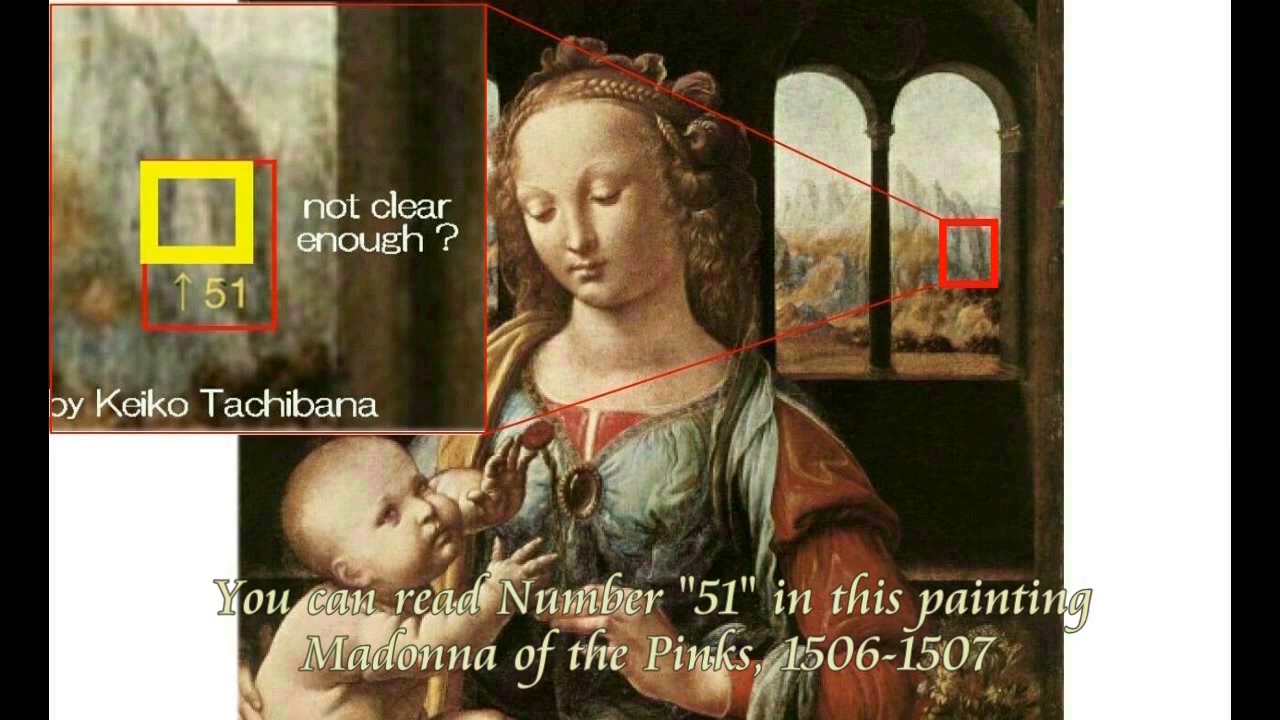 not clear
enough ?
↑ 51
by Keiko Tachibana
You can read Number "51" in this painting
Madonna of the Pinks, 1506-1507